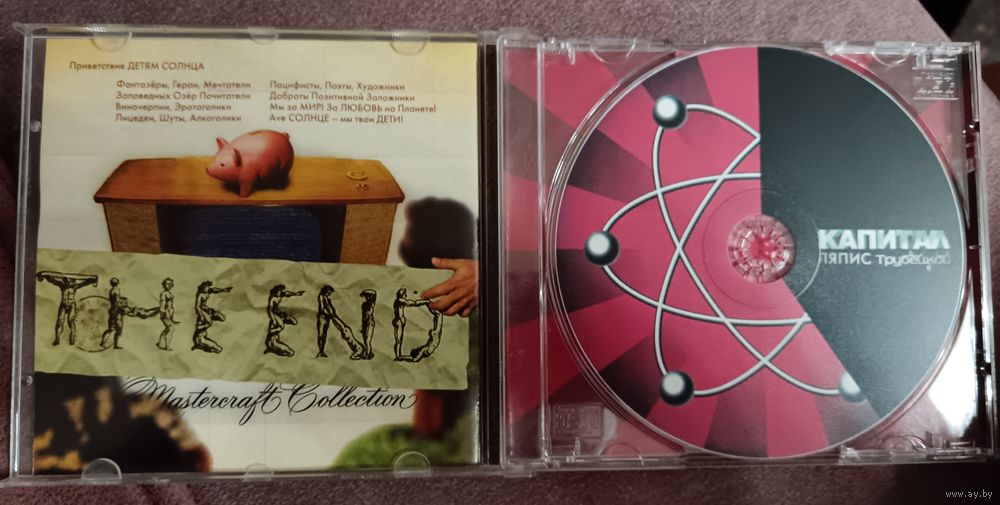 Приветствие ДЕТЯМ СОЛНЦА
Фантазёры, Герои, Мечтатели
Заповедных Озёр Почитатели
Виночерпии, Эратоголики
Лицедеи, Шуты, Алкоголики
Пацифисты, Поэты, Художники
Доброты Позитивной Заложники
Мы за МИР! За ЛЮБОВЬ на Планете!
Ave СОЛНЦЕ – мы твои ДЕТИ!
THE END
Mastercraft Collection
КАПИТАЛ
ЛЯПИС Трубецкой
www.ay.by